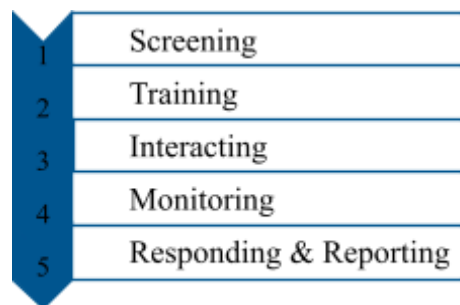 1 Screening
2 Training
3 Interacting
4 Monitoring
5 Responding & Reporting